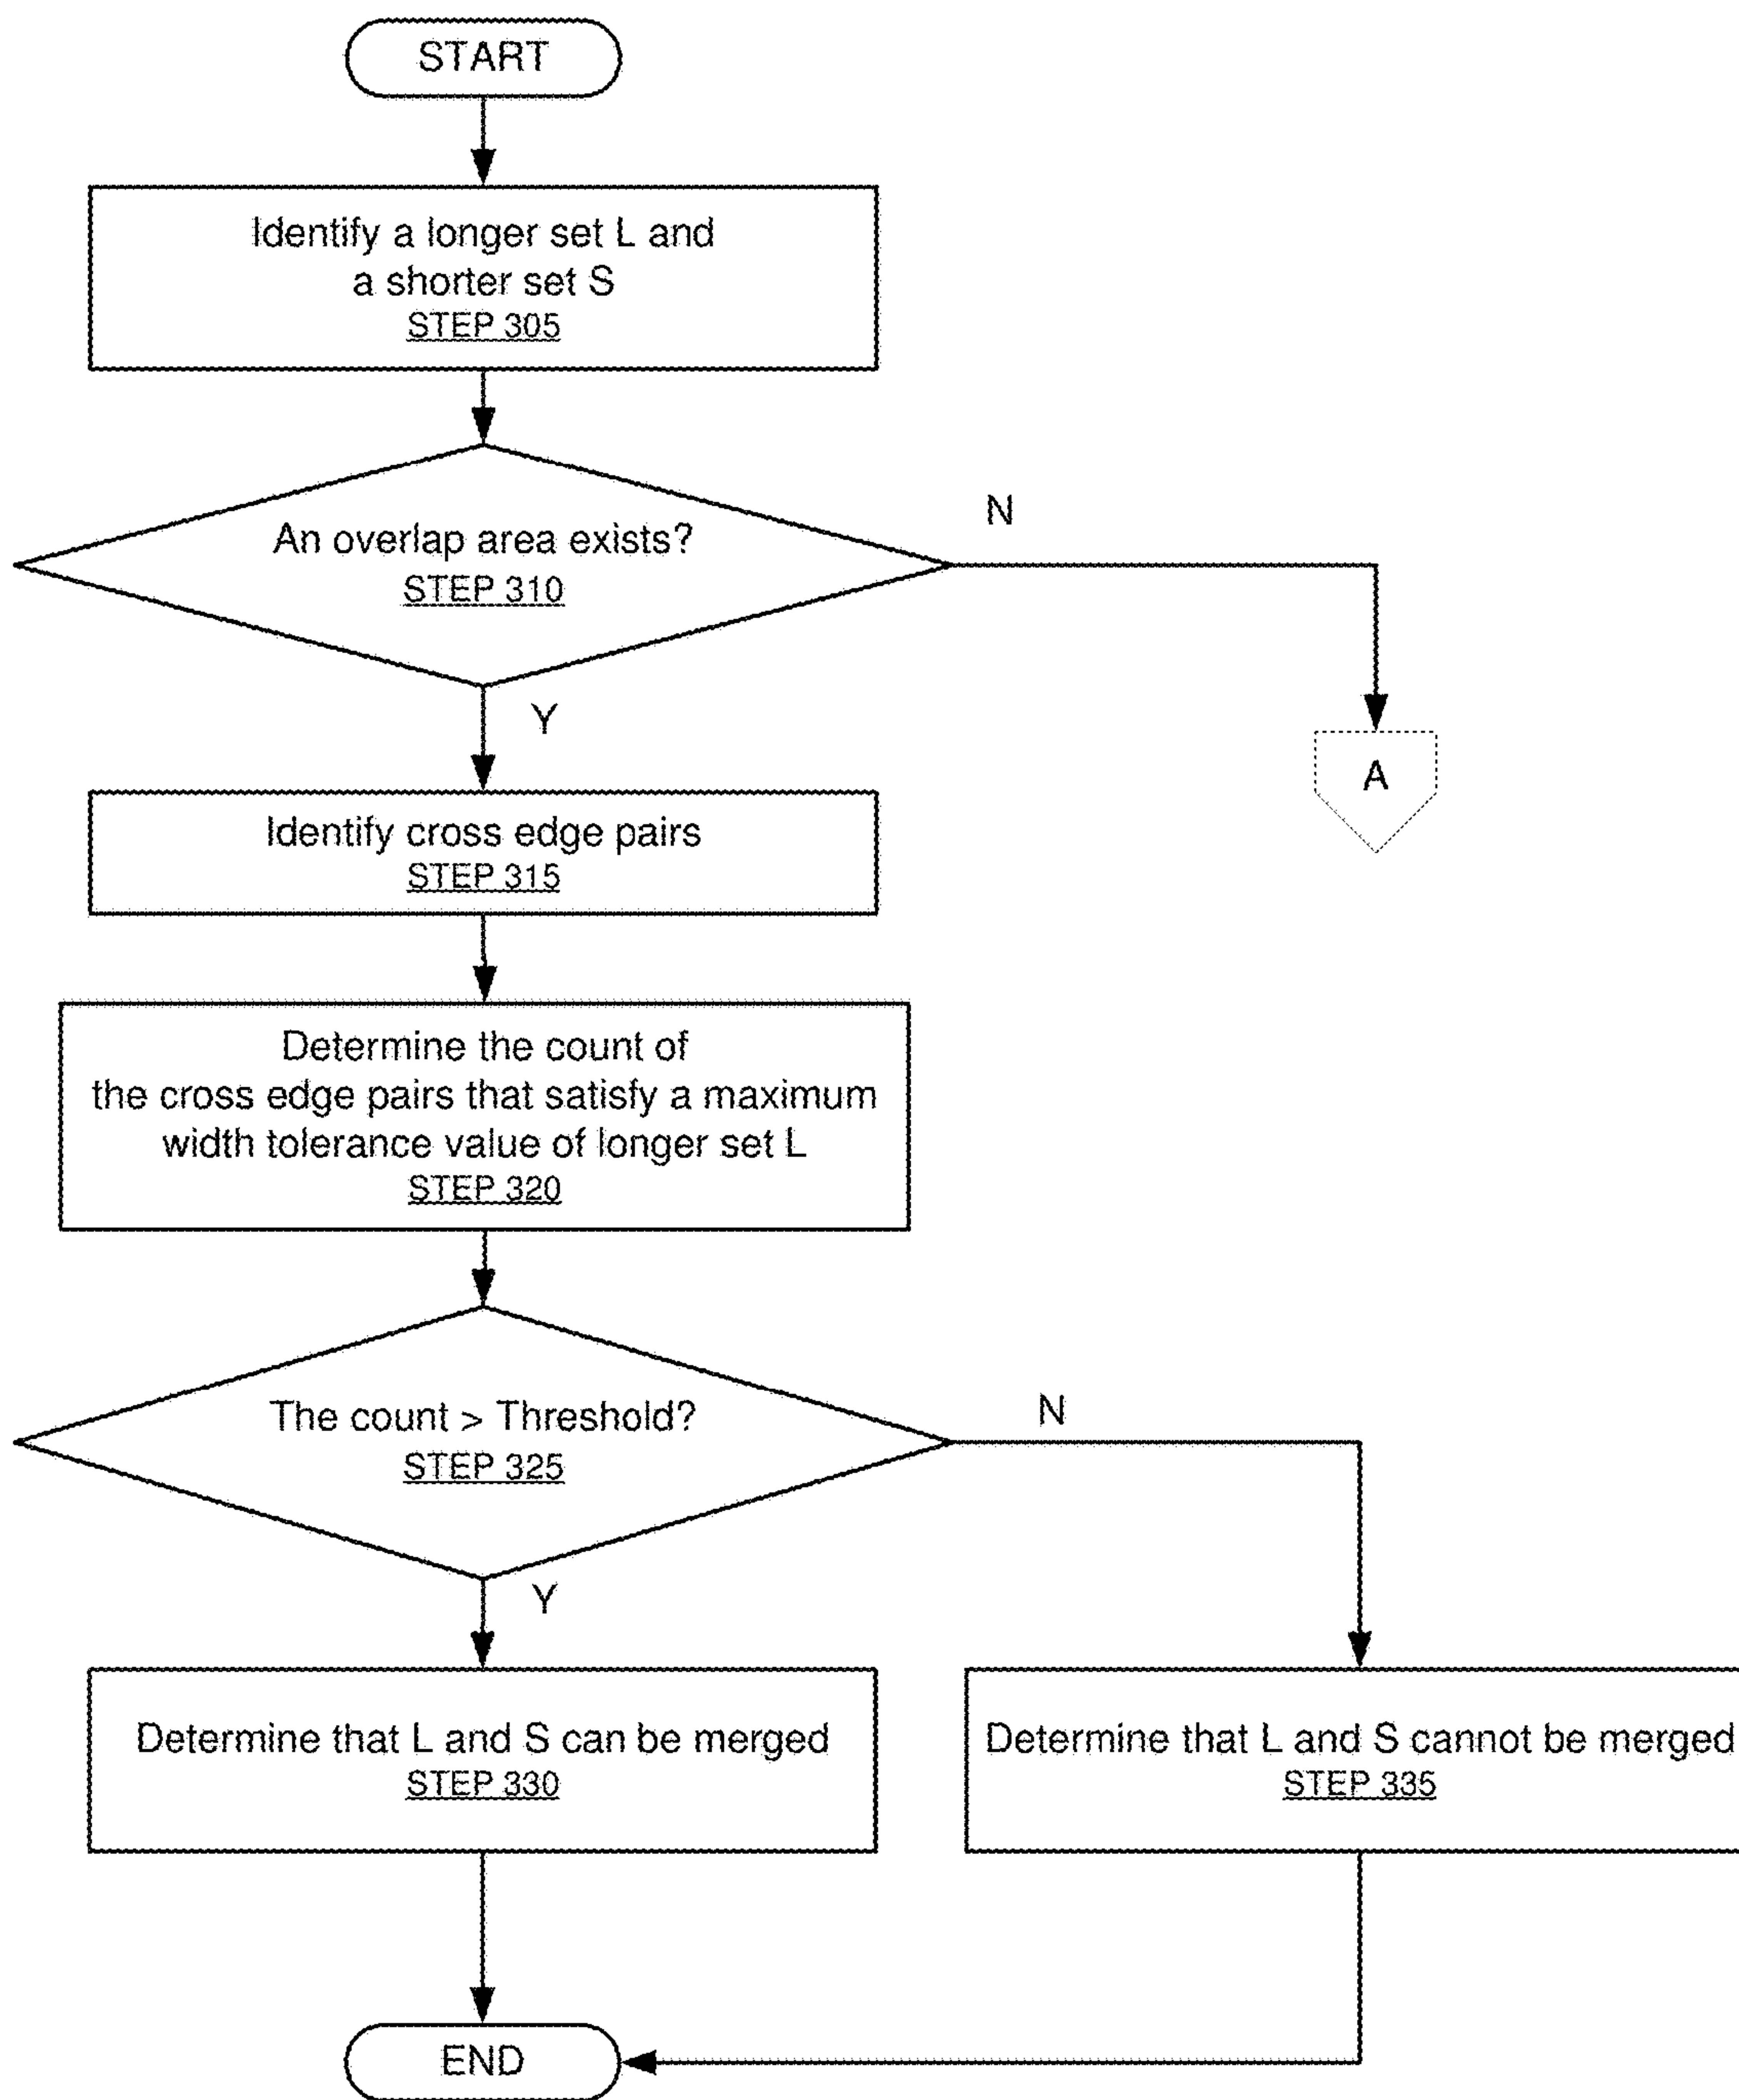 START
Identify a longer set L and
a shorter set S
STEP 305
An overlap area exists?
STEP 310
N
Y
A
Identify cross edge pairs
STEP 315
Determine the count of
the cross edge pairs that satisfy a maximum
width tolerance value of longer set L
STEP 320
The count > Threshold?
STEP 325
N
Y
Determine that L and S can be merged
STEP 330
Determine that L and S cannot be merged
STEP 335
END